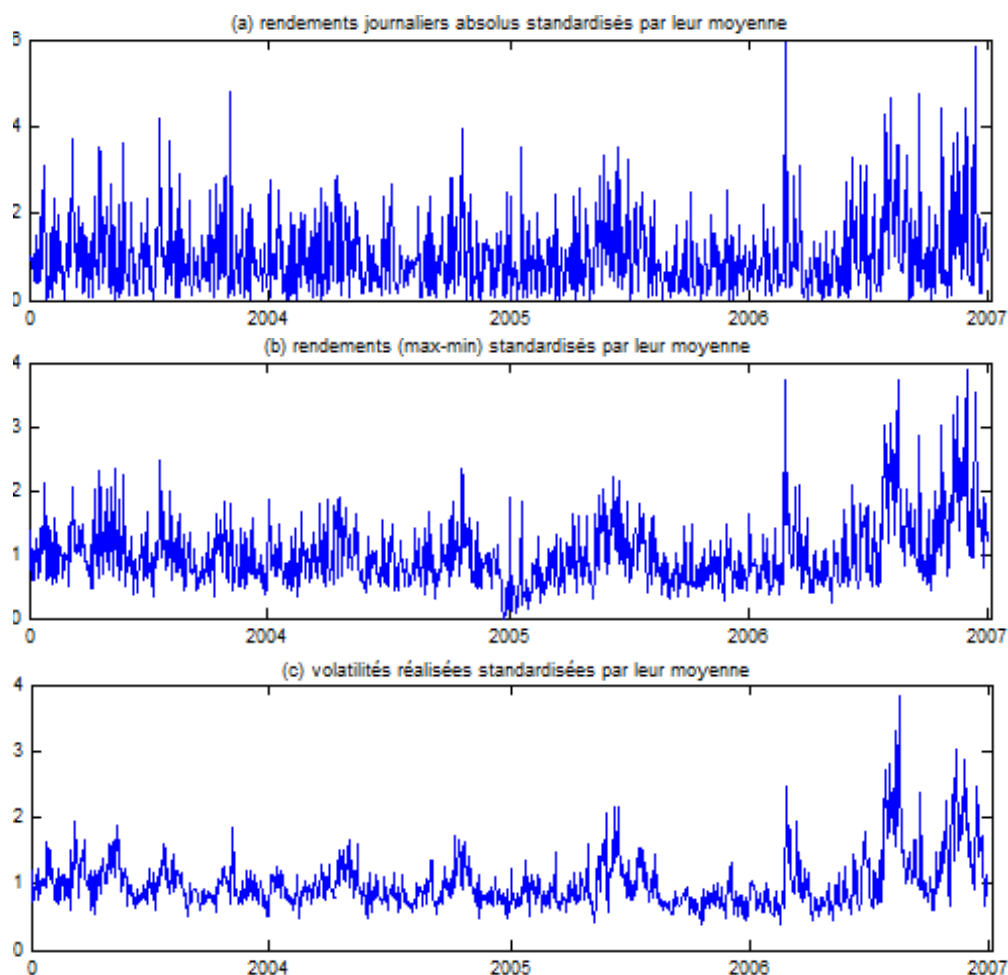 (a) rendements journaliers absolus standardisés par leur moyenne
6
4
2
0
0 2004 2005 2006 2007
(b) rendements (max-min) standardisés par leur moyenne
4
3
2
1
0
0 2004 2005 2006 2007
(c) volatilités réalisées standardisées par leur moyenne
4
3
2
1
0
0 2004 2005 2006 2007